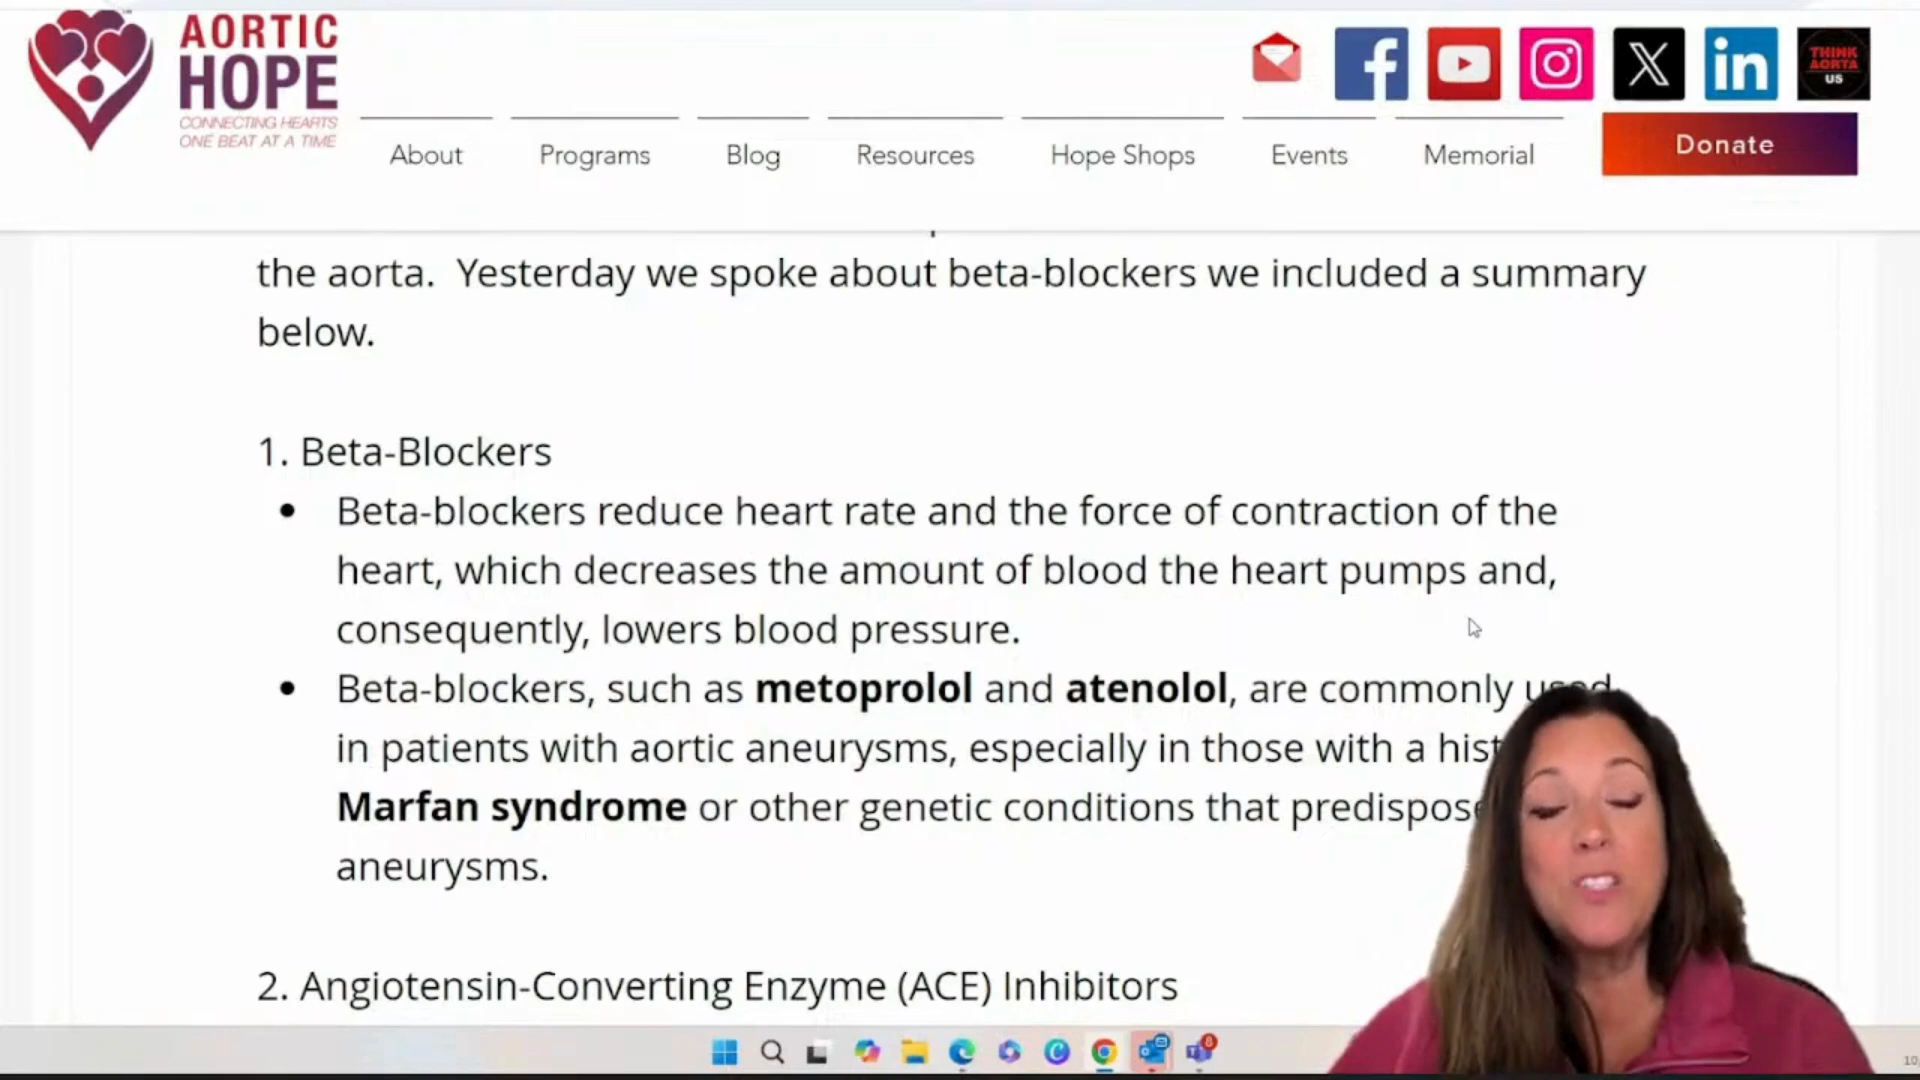 AORTIC
HOPE
CONNECTING HEARTS
ONE BEAT AT A TIME
THINK
AORTA
US
About
Programs
Blog
Resources
Hope Shops
Events
Memorial
Donate
the aorta. Yesterday we spoke about beta-blockers we included a summary
below.
1. Beta-Blockers
• Beta-blockers reduce heart rate and the force of contraction of the
heart, which decreases the amount of blood the heart pumps and,
consequently, lowers blood pressure.
• Beta-blockers, such as metoprolol and atenolol, are commonly used
in patients with aortic aneurysms, especially in those with a
Marfan syndrome or other genetic conditions that
aneurysms.
2. Angiotensin-Converting Enzyme (ACE) Inhibitors